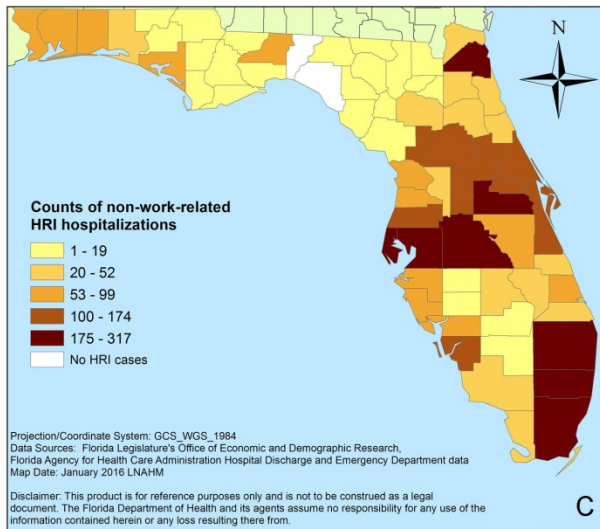 N
Counts of non-work-related
HRI hospitalizations
1 - 19
20 - 52
53 - 99
100 - 174
175 - 317
No HRI cases
Projection/Coordinate System: GCS_WGS_1984
Data Sources: Florida Legislature's Office of Economic and Demographic Research,
Florida Agency for Health Care Administration Hospital Discharge and Emergency Department data
Map Date: January 2016 LNAHM
Disclaimer: This product is for reference purposes only and is not to be construed as a legal
document. The Florida Department of Health and its agents assume no responsibility for any use of the
information contained herein or any loss resulting there from.
C